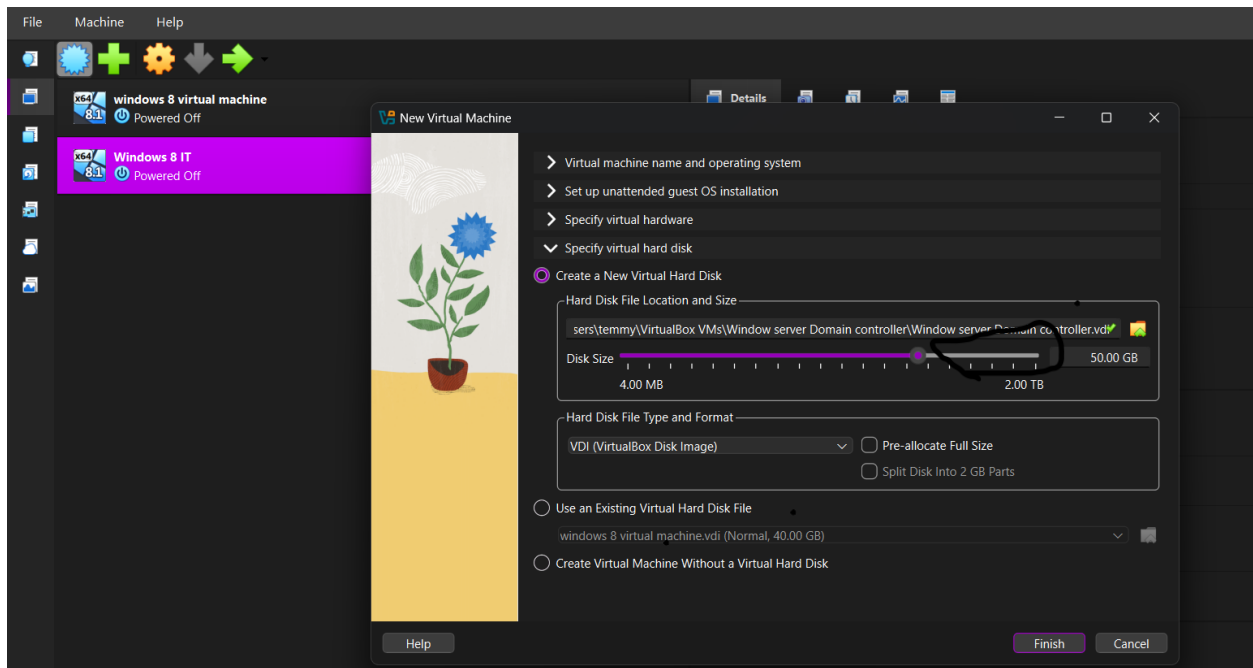 File Machine Help
windows 8 virtual machine
Powered Off
Details
Windows 8 IT
Powered Off
x64
8.1
x64
8.1
New Virtual Machine
Virtual machine name and operating system
Set up unattended guest OS installation
Specify virtual hardware
Specify virtual hard disk
Create a New Virtual Hard Disk
Hard Disk File Location and Size
sers\temmy\VirtualBox VMs\Window server Domain controller\Window server Domain controller.vdi
Disk Size
50.00 GB
4.00 MB 2.00 TB
Hard Disk File Type and Format
VDI (VirtualBox Disk Image)
Pre-allocate Full Size
Split Disk Into 2 GB Parts
Use an Existing Virtual Hard Disk File
windows 8 virtual machine.vdi (Normal, 40.00 GB)
Create Virtual Machine Without a Virtual Hard Disk
Help Finish Cancel